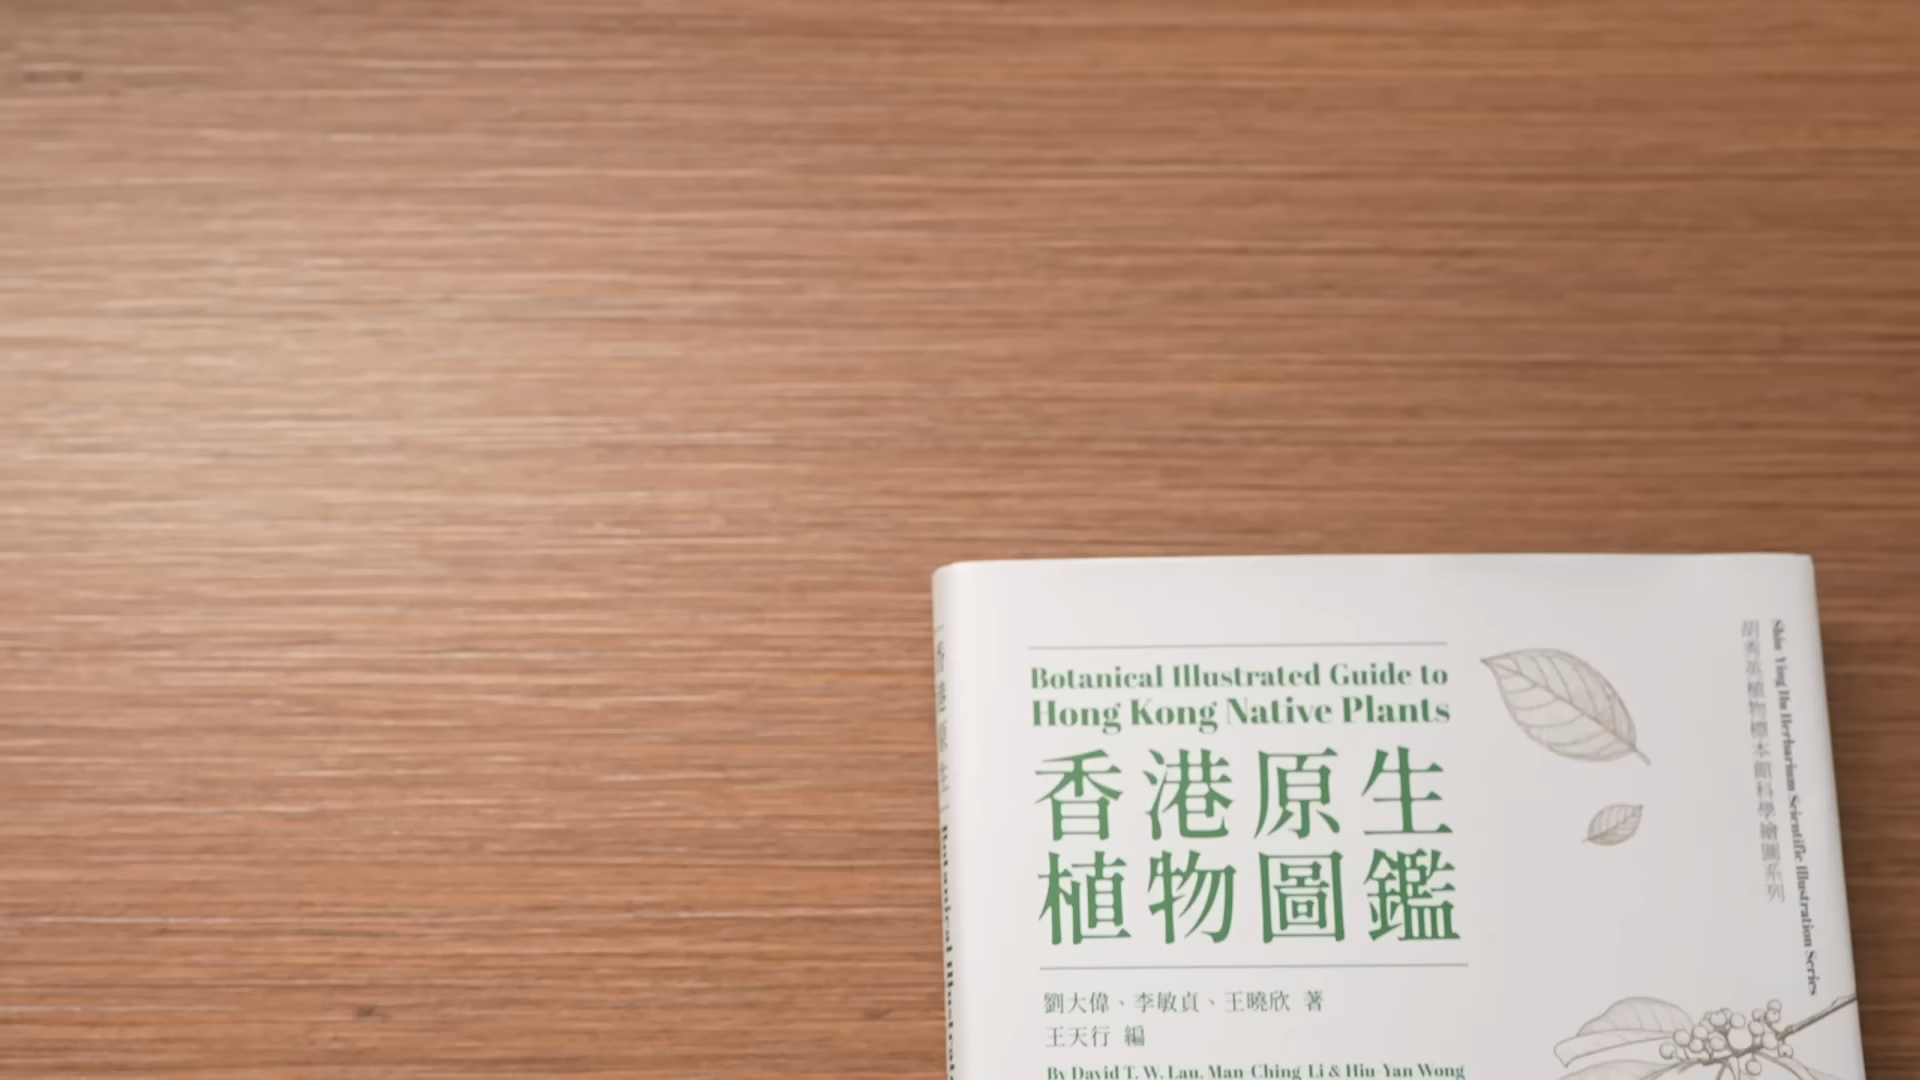 Botanical Illustrated Guide to
Hong Kong Native Plants
香港原生
植物圖鑑
劉大偉、李敏貞、王曉欣 著
王天行 編
By David T. W. Lau, Man-Ching Li & Hiu Yan Wong
胡秀英植物標本館科學繪圖系列
Shiu-Ying Hu Herbarium Scientific Illustration Series
香港原生
Botanical Illustrate